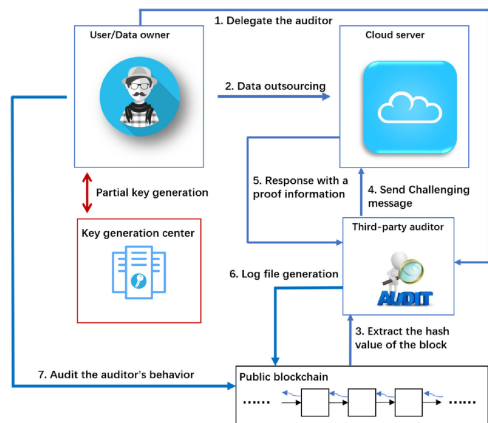 1. Delegate the auditor
User/Data owner
Cloud server
2. Data outsourcing
Partial key generation
5. Response with a
proof information
4. Send Challenging
message
Key generation center
Third-party auditor
6. Log file generation
AUDIT
3. Extract the hash
value of the block
7. Audit the auditor's behavior
Public blockchain
...... ......